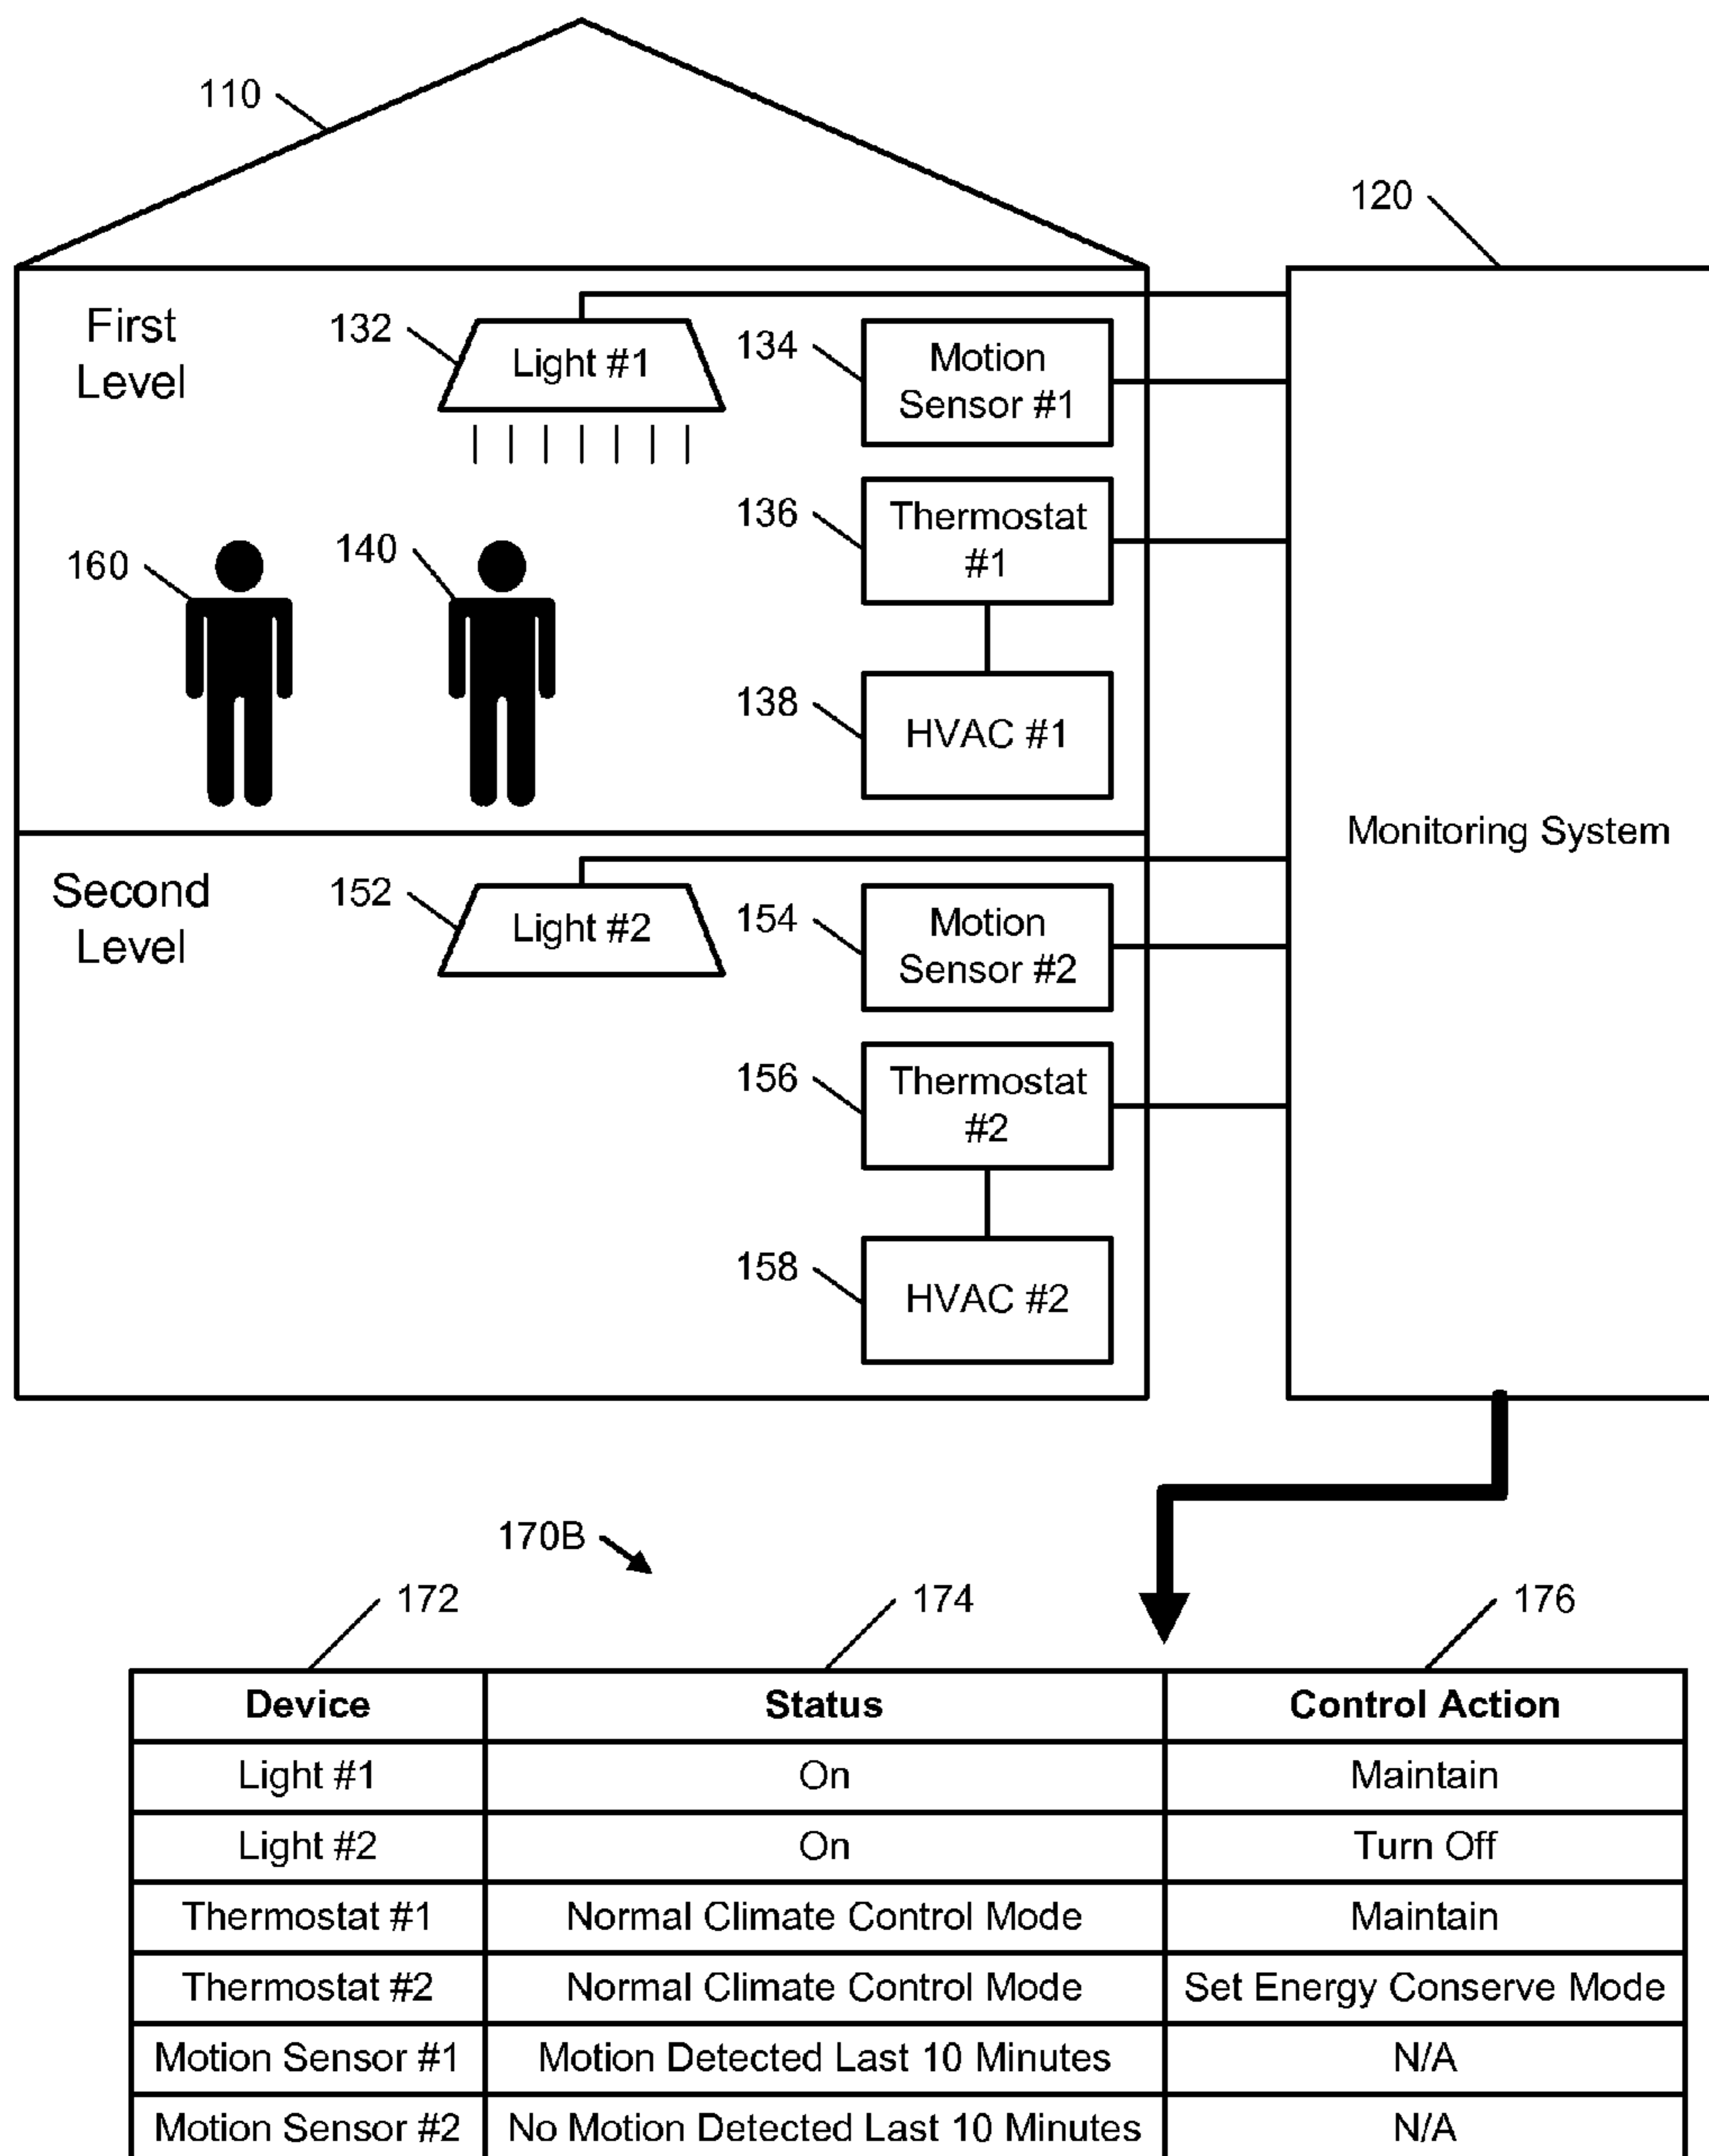 110
120
First
Level
132
Light #1
134
Motion
Sensor #1
136
Thermostat
#1
160
140
138
HVAC #1
Monitoring System
Second
Level
152
Light #2
154
Motion
Sensor #2
156
Thermostat
#2
158
HVAC #2
170B
172
174
176
Device Status Control Action
Light #1 On Maintain
Light #2 On Turn Off
Thermostat #1 Normal Climate Control Mode Maintain
Thermostat #2 Normal Climate Control Mode Set Energy Conserve Mode
Motion Sensor #1 Motion Detected Last 10 Minutes N/A
Motion Sensor #2 No Motion Detected Last 10 Minutes N/A